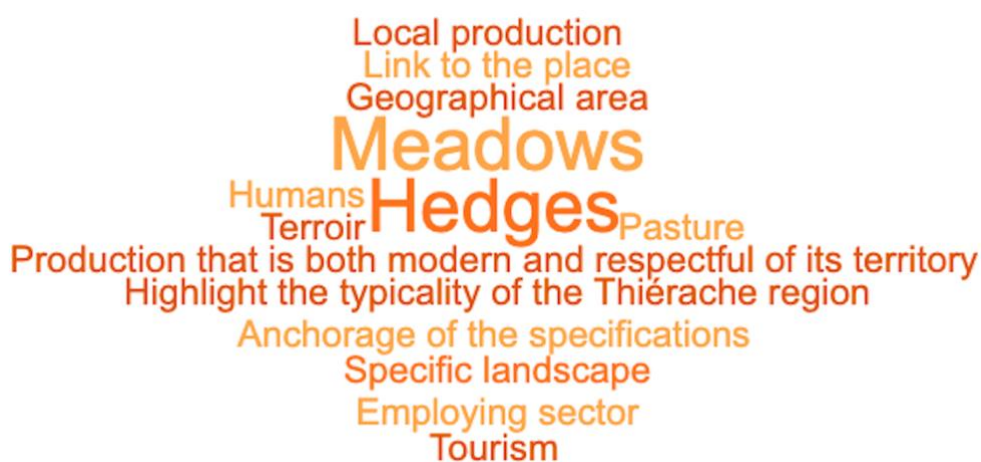 Local production
Link to the place
Geographical area
Meadows
Humans
Terroir
Hedges
Pasture
Production that is both modern and respectful of its territory
Highlight the typicality of the Thiérache region
Anchorage of the specifications
Specific landscape
Employing sector
Tourism